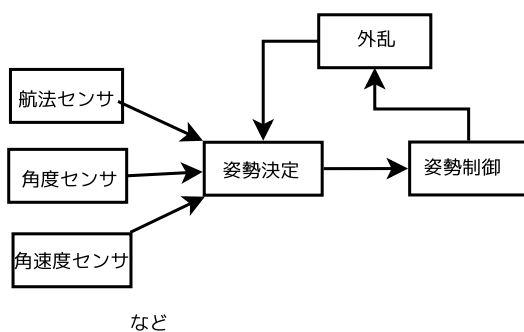 外乱
航法センサ
角度センサ
姿勢決定
姿勢制御
角速度センサ
など